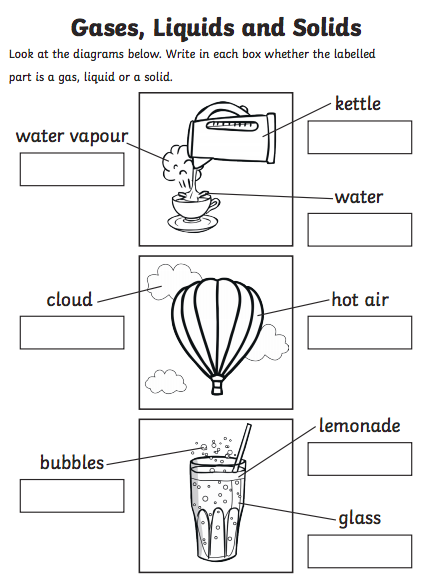 Gases, Liquids and Solids
Look at the diagrams below. Write in each box whether the labelled
part is a gas, liquid or a solid.
kettle
water vapour
water
cloud
hot air
lemonade
bubbles
glass